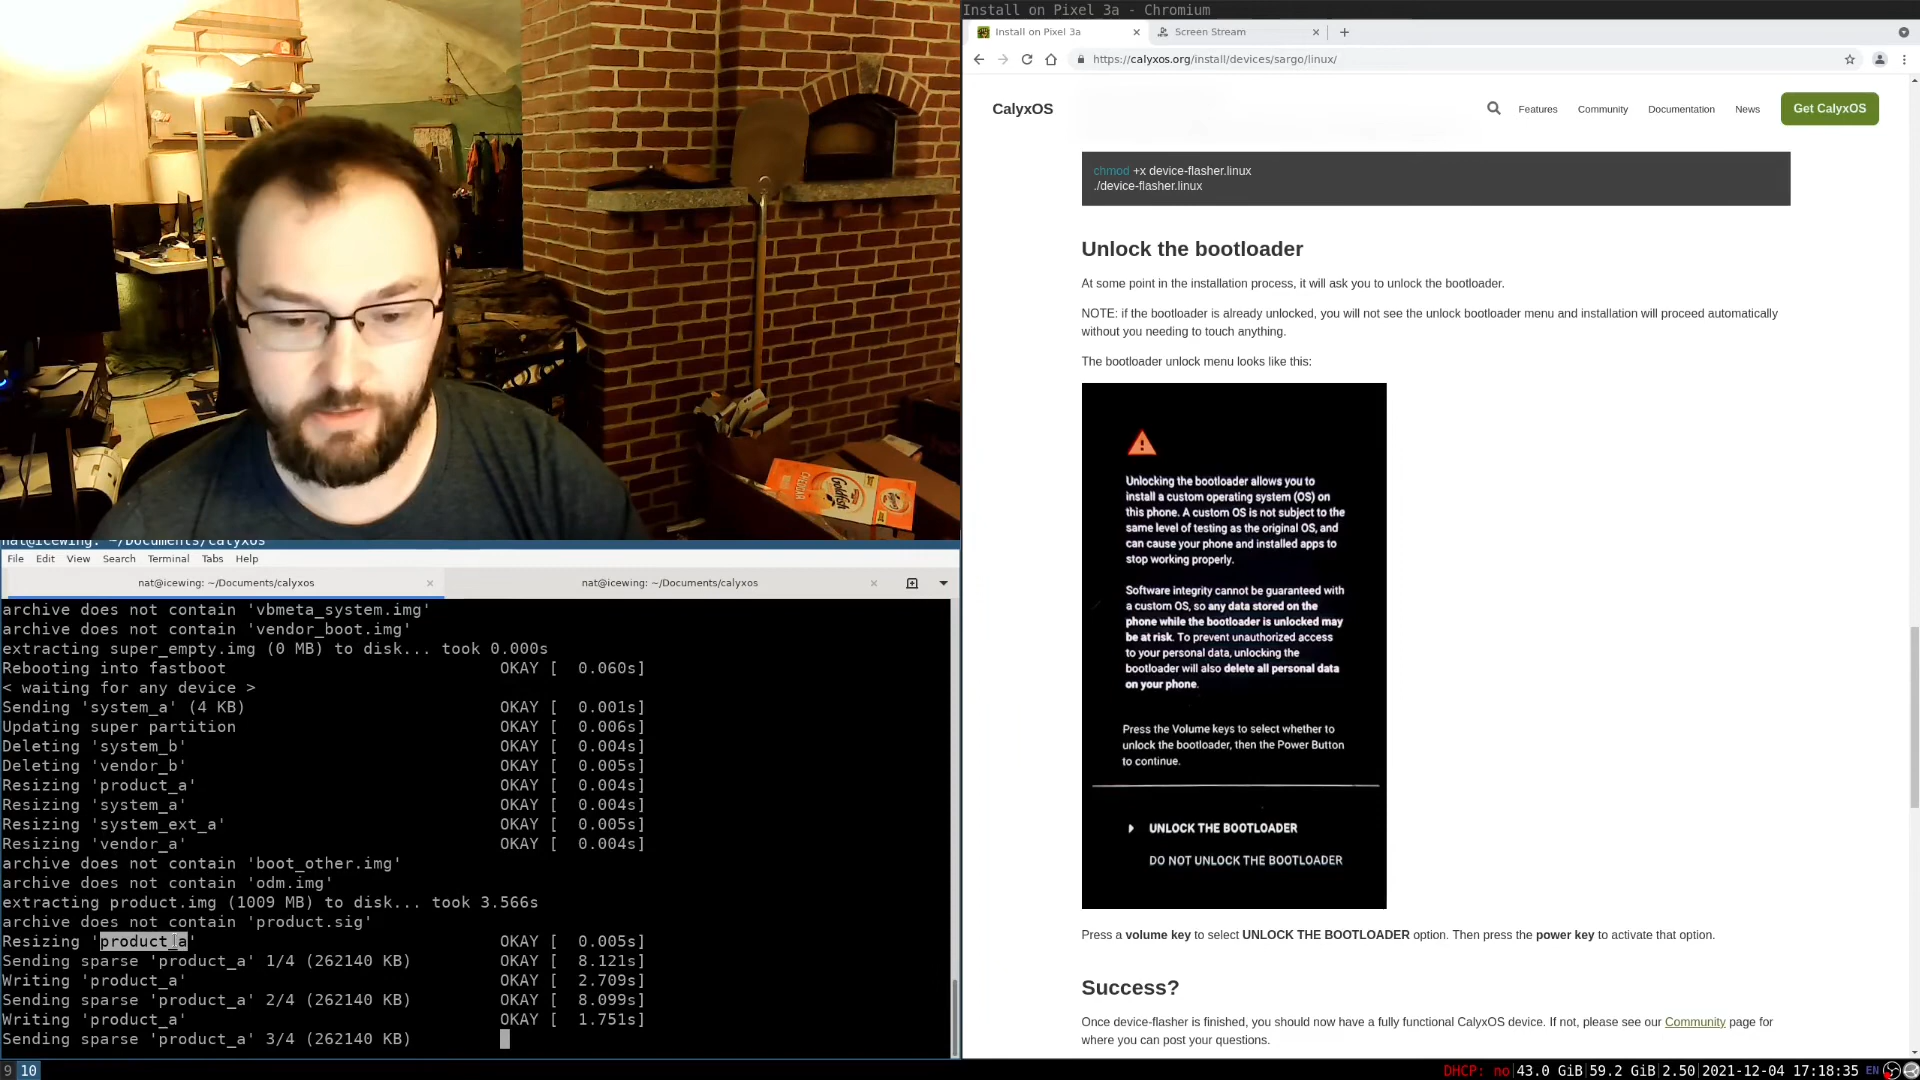 Install on Pixel 3a - Chromium
Install on Pixel 3a
Screen Stream
https://calyxos.org/install/devices/sargo/linux/
CalyxOS
Features
Community
Documentation
News
Get CalyxOS
chmod +x device-flasher.linux
./device-flasher.linux
Unlock the bootloader
At some point in the installation process, it will ask you to unlock the bootloader.
NOTE: if the bootloader is already unlocked, you will not see the unlock bootloader menu and installation will proceed automatically
without you needing to touch anything.
The bootloader unlock menu looks like this:
Unlocking the bootloader allows you to
install a custom operating system (OS) on
this phone. A custom OS is not subject to the
same level of testing as the original OS, and
can cause your phone and installed apps to
stop working properly.
Software integrity cannot be guaranteed with
a custom OS, so any data stored on the
phone while the bootloader is unlocked may
be at risk. To prevent unauthorized access
to your personal data, unlocking the
bootloader will also delete all personal data
on your phone.
Press the Volume keys to select whether to
unlock the bootloader, then the Power Button
to continue.
UNLOCK THE BOOTLOADER
DO NOT UNLOCK THE BOOTLOADER
Press a volume key to select UNLOCK THE BOOTLOADER option. Then press the power key to activate that option.
Success?
Once device-flasher is finished, you should now have a fully functional CalyxOS device. If not, please see our Community page for
where you can post your questions.
Goldfish
nat@icewing: ~/Documents/calyxos
File Edit View Search Terminal Tabs Help
nat@icewing: ~/Documents/calyxos
nat@icewing: ~/Documents/calyxos
archive does not contain 'vbmeta_system.img'
archive does not contain 'vendor_boot.img'
extracting super_empty.img (0 MB) to disk... took 0.000s
Rebooting into fastboot OKAY [ 0.060s]
< waiting for any device >
Sending 'system_a' (4 KB) OKAY [ 0.001s]
Updating super partition OKAY [ 0.006s]
Deleting 'system_b' OKAY [ 0.004s]
Deleting 'vendor_b' OKAY [ 0.005s]
Resizing 'product_a' OKAY [ 0.004s]
Resizing 'system_a' OKAY [ 0.004s]
Resizing 'system_ext_a' OKAY [ 0.005s]
Resizing 'vendor_a' OKAY [ 0.004s]
archive does not contain 'boot_other.img'
archive does not contain 'odm.img'
extracting product.img (1009 MB) to disk... took 3.566s
archive does not contain 'product.sig'
Resizing 'product_a' OKAY [ 0.005s]
Sending sparse 'product_a' 1/4 (262140 KB) OKAY [ 8.121s]
Writing 'product_a' OKAY [ 2.709s]
Sending sparse 'product_a' 2/4 (262140 KB) OKAY [ 8.099s]
Writing 'product_a' OKAY [ 1.751s]
Sending sparse 'product_a' 3/4 (262140 KB)
9 10
DHCP: no|43.0 GiB|59.2 GiB|2.50|2021-12-04 17:18:35 EN